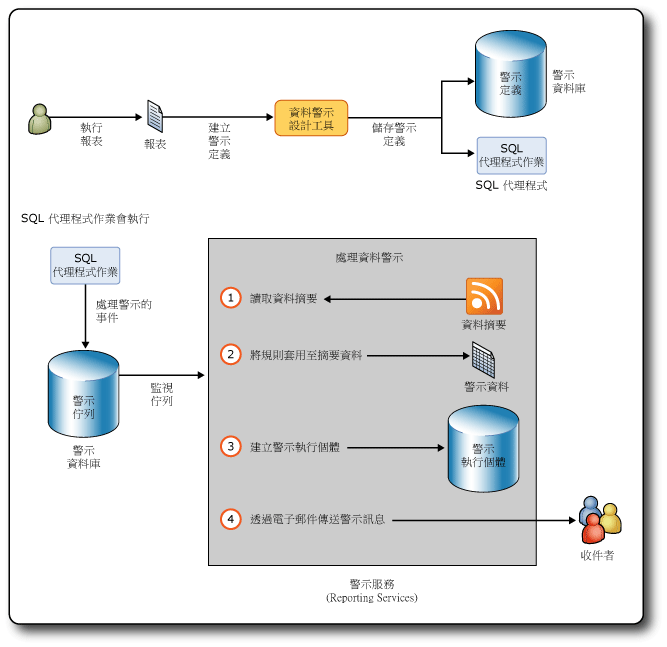 執行
報表
報表
建立
警示
定義
資料警示
設計工具
儲存警示
定義
警示
定義
警示
資料庫
SQL
代理程式作業
SQL 代理程式
SQL 代理程式作業會執行
SQL
代理程式作業
處理警示的
事件
警示
佇列
警示
資料庫
監視
佇列
處理資料警示
1 讀取資料摘要
資料摘要
2 將規則套用至摘要資料
警示資料
3 建立警示執行個體
警示
執行個體
4 透過電子郵件傳送警示訊息
收件者
警示服務
(Reporting Services)